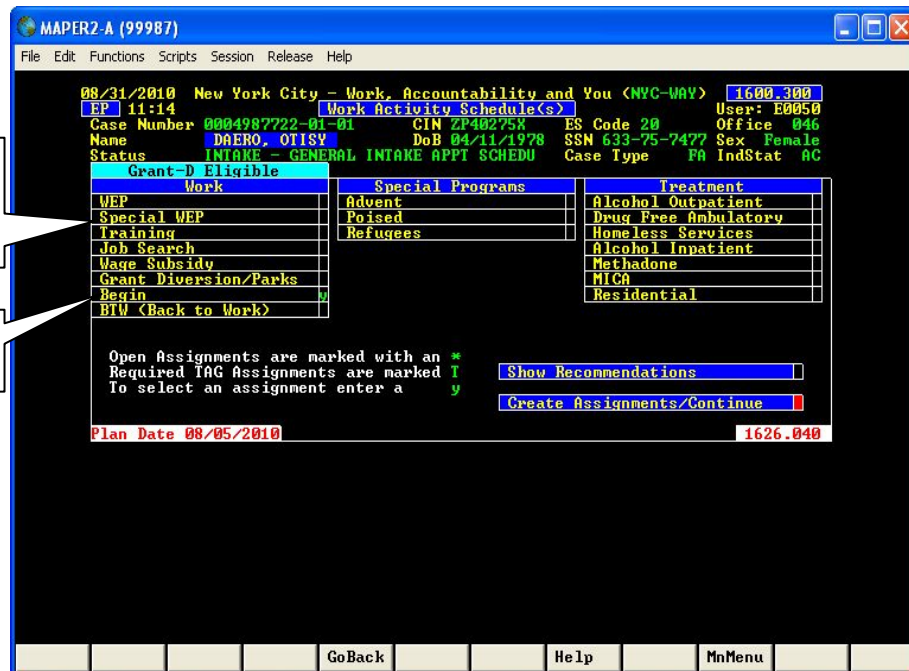 MAPER2-A (99987)
File Edit Functions Scripts Session Release Help
08/31/2010 New York City - Work, Accountability and You (NYC-WAY) 1600.300
EP 11:14 Work Activity Schedule(s) User: E0050
Case Number 0004987722-01-01 CIN ZP40275X ES Code 20 Office 046
Name DAERO, OTISY DoB 04/11/1978 SSN 633-75-7477 Sex Female
Status INTAKE - GENERAL INTAKE APPT SCHEDU Case Type FA IndStat AC
Grant-D Eligible
Work Special Programs Treatment
WEP Advent Alcohol Outpatient
Special WEP Poised Drug Free Ambulatory
Training Refugees Homeless Services
Job Search Alcohol Inpatient
Wage Subsidy Methadone
Grant Diversion/Parks MICA
Begin y Residential
BTW (Back to Work)
Open Assignments are marked with an *
Required TAG Assignments are marked T Show Recommendations
To select an assignment enter a y
Create Assignments/Continue
Plan Date 08/05/2010 1626.040
GoBack Help MnMenu